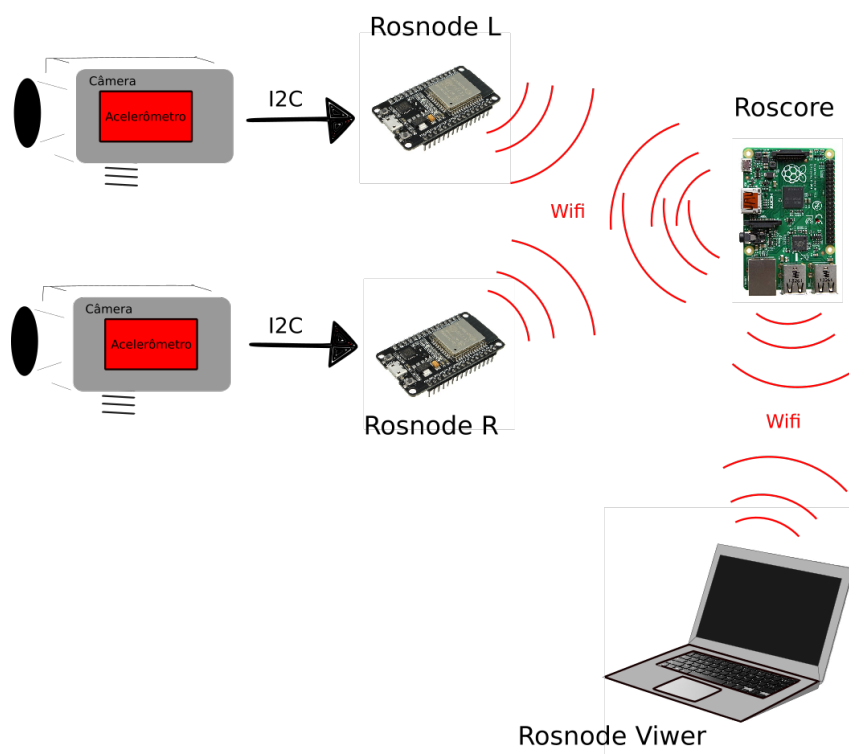 Rosnode L
Câmera
Acelerômetro
I2C
Roscore
Wifi
Câmera
Acelerômetro
I2C
Rosnode R
Wifi
Rosnode Viwer